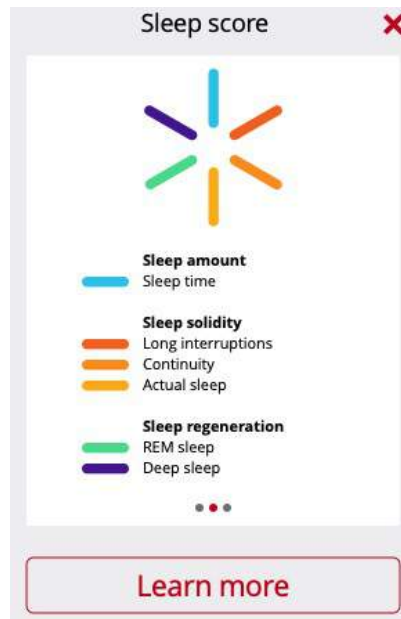 Sleep score
Sleep amount
Sleep time
Sleep solidity
Long interruptions
Continuity
Actual sleep
Sleep regeneration
REM sleep
Deep sleep
Learn more